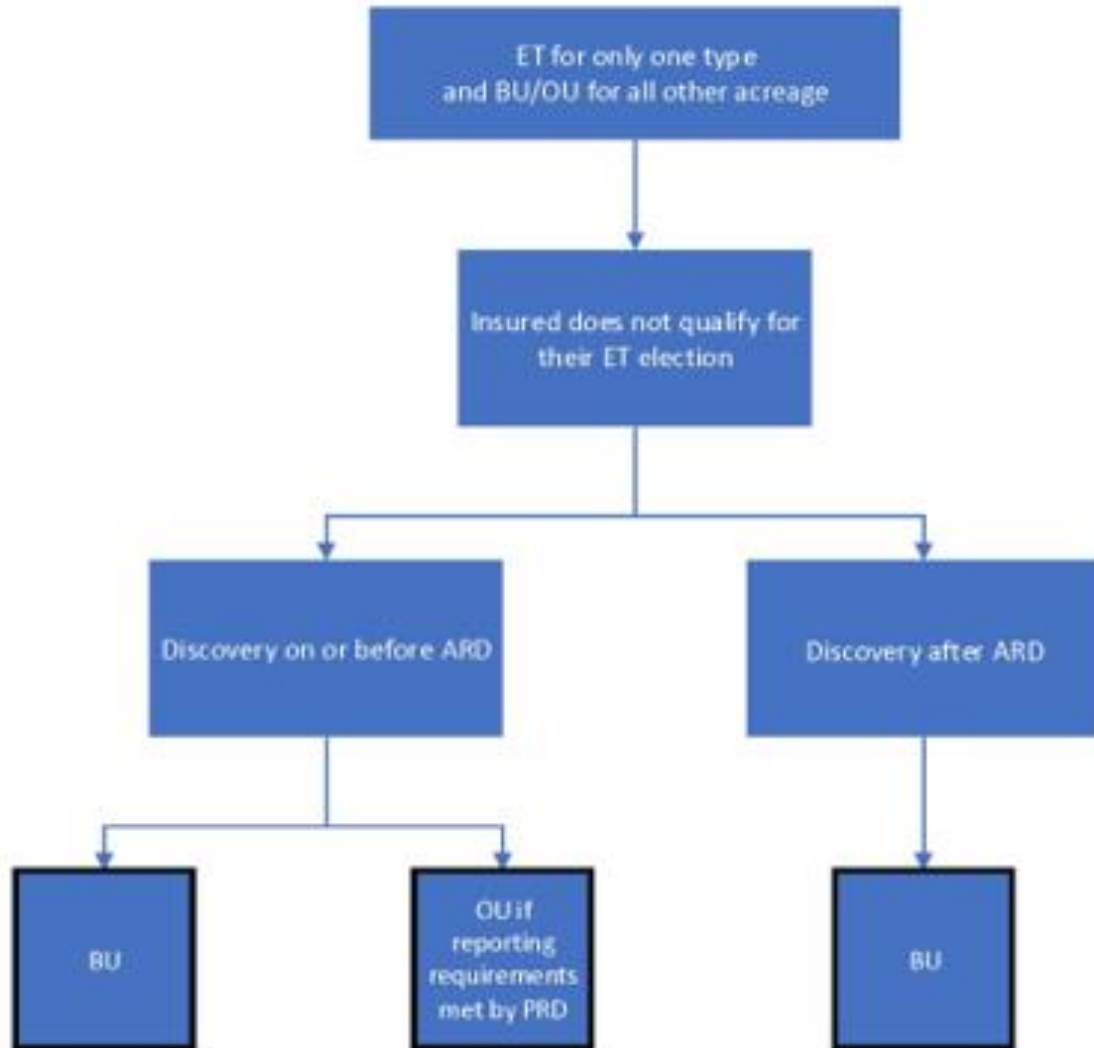 ET for only one type
and BU/OU for all other acreage
Insured does not qualify for
their ET election
Discovery on or before ARD
Discovery after ARD
BU
OU if
reporting
requirements
met by PRD
BU